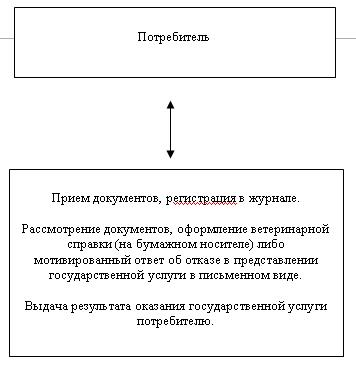 Потребитель
Прием документов, регистрация в журнале.
Рассмотрение документов, оформление ветеринарной
справки (на бумажном носителе) либо
мотивированный ответ об отказе в представлении
государственной услуги в письменном виде.
Выдача результата оказания государственной услуги
потребителю.